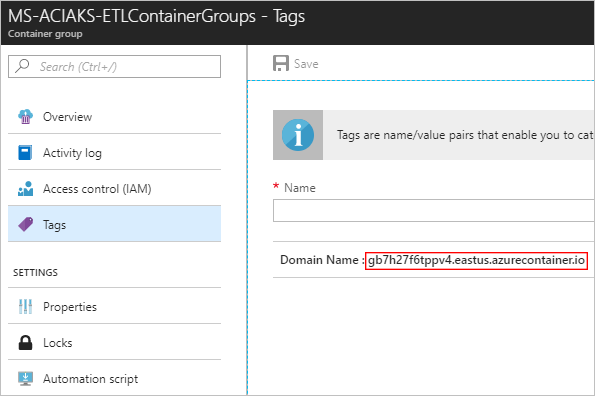 MS-ACIAKS-ETLContainerGroups - Tags
Container group
Search (Ctrl+/)
Overview
Activity log
Access control (IAM)
Tags
SETTINGS
Properties
Locks
Automation script
Save
Tags are name/value pairs that enable you to cat
* Name
Domain Name : gb7h27f6tppv4.eastus.azurecontainer.io